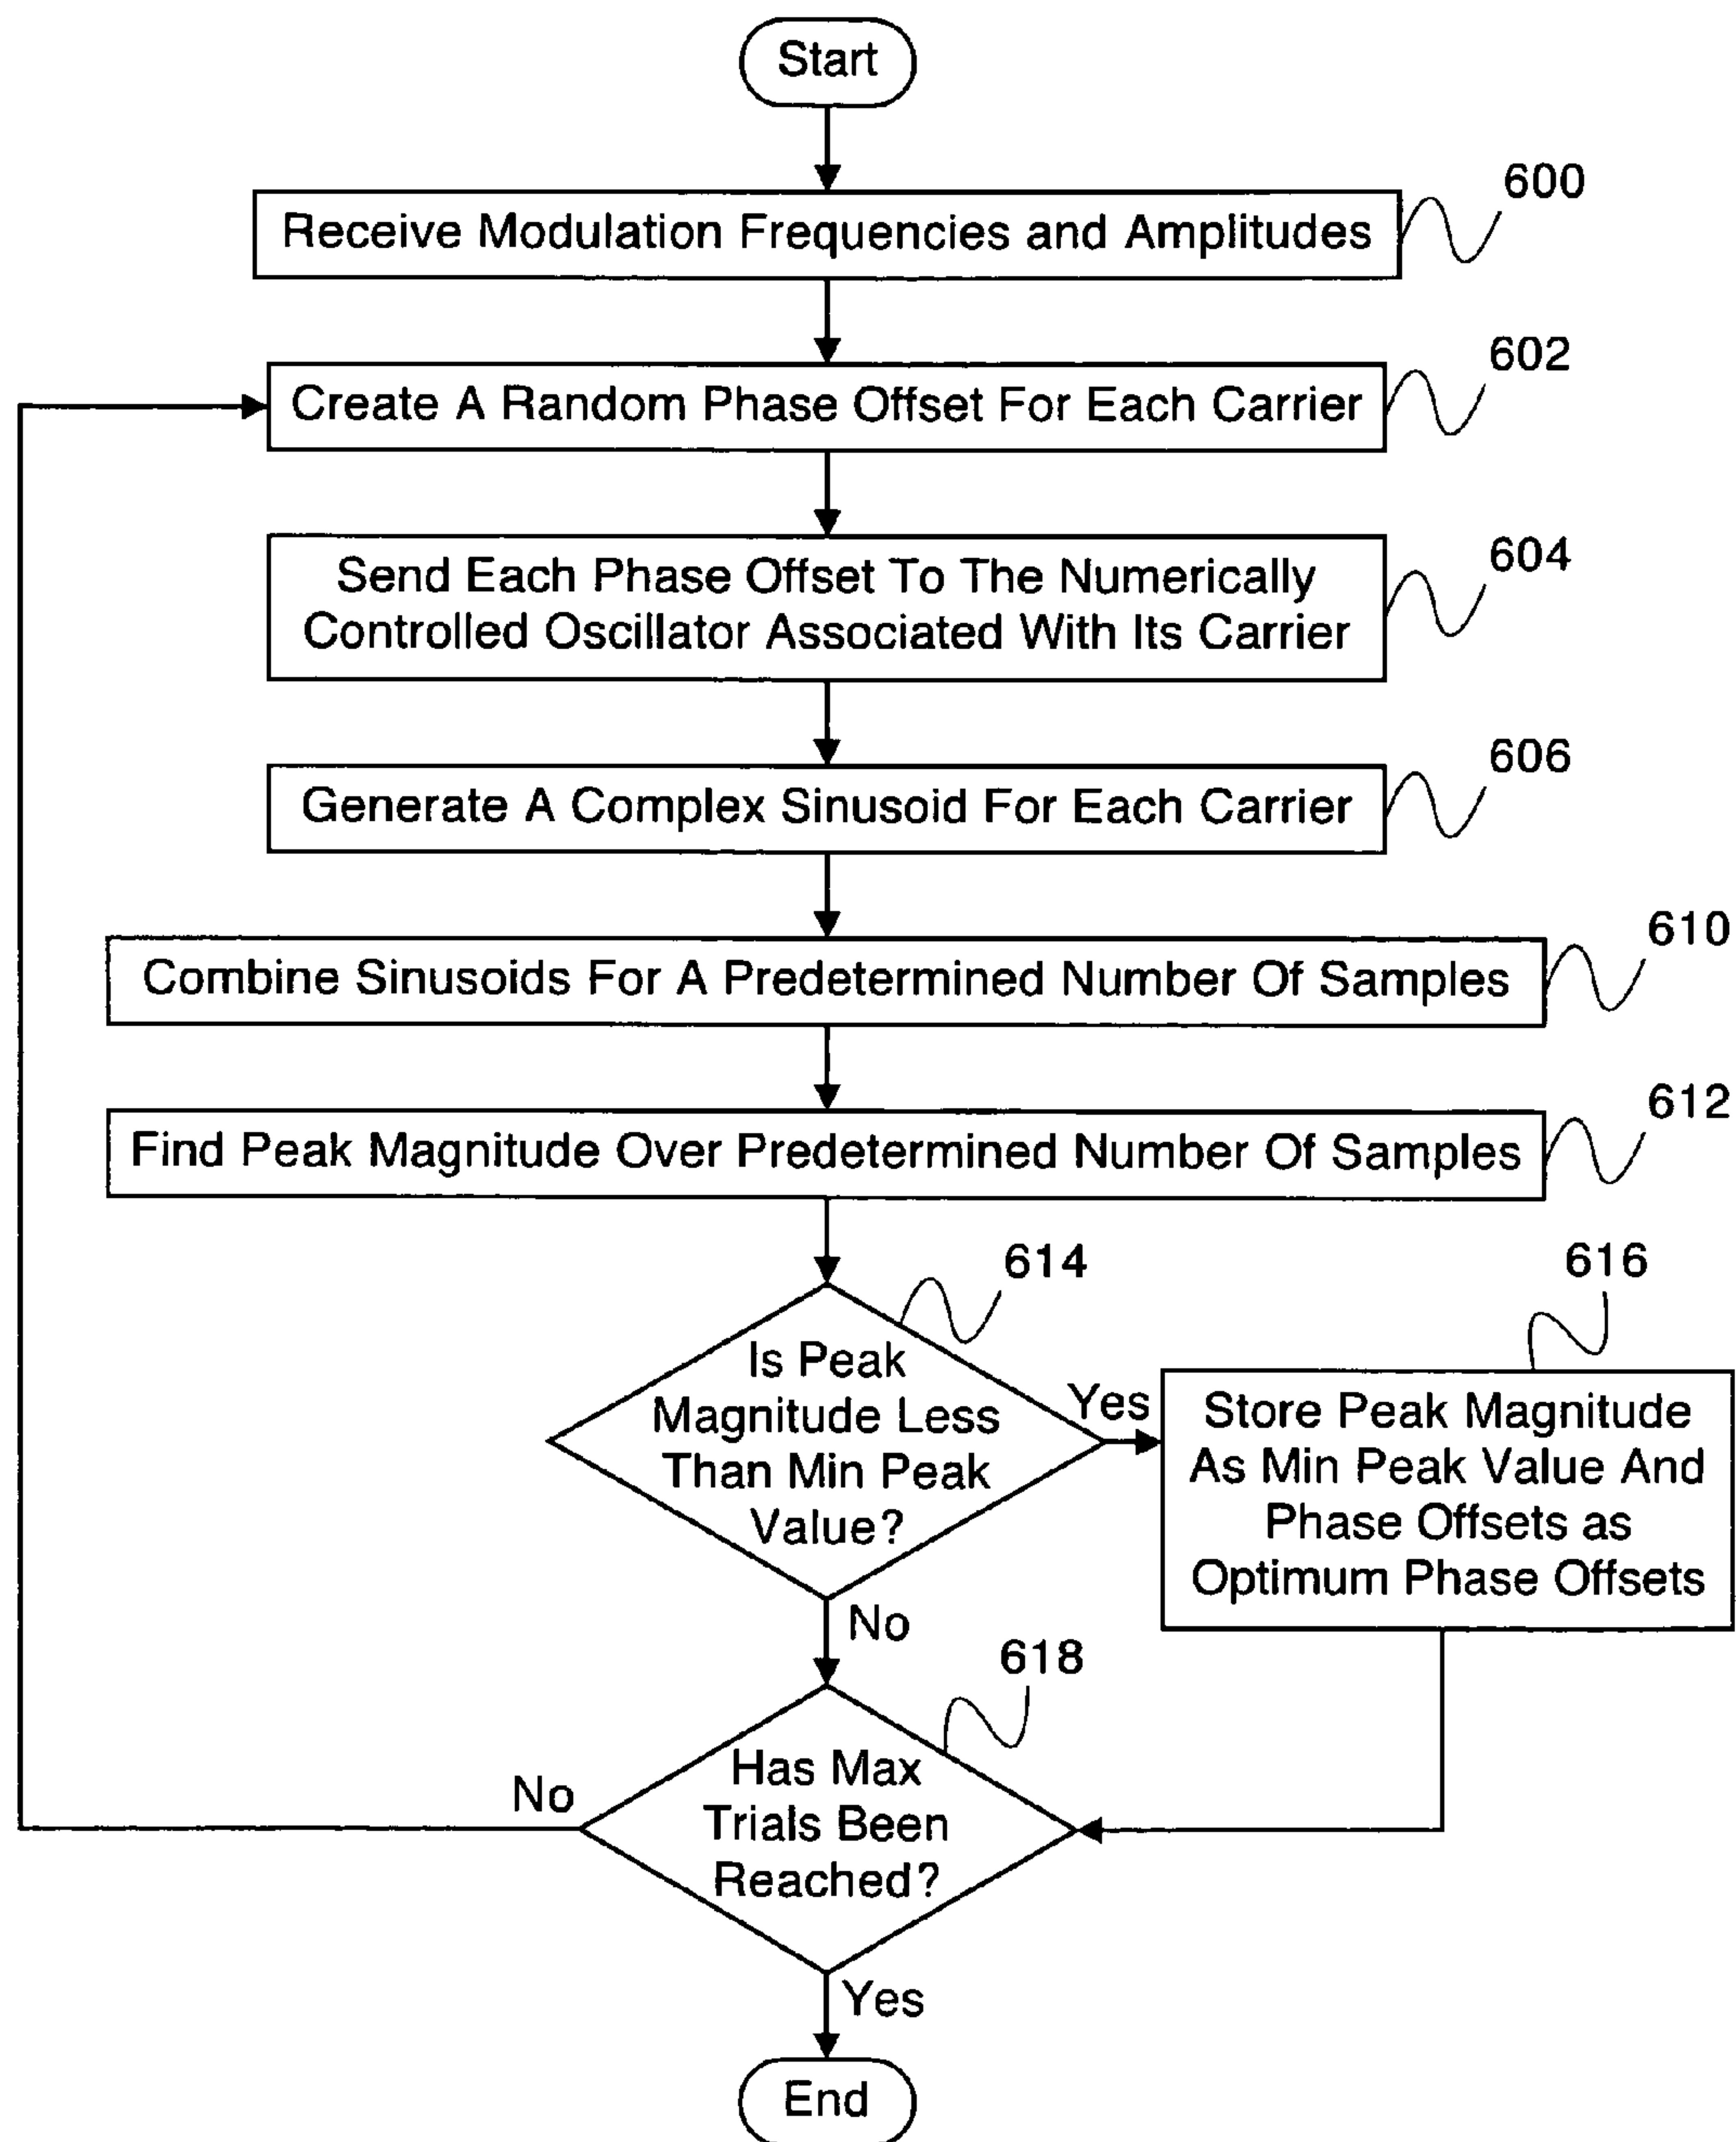 Start
600
Receive Modulation Frequencies and Amplitudes
602
Create A Random Phase Offset For Each Carrier
604
Send Each Phase Offset To The Numerically
Controlled Oscillator Associated With Its Carrier
606
Generate A Complex Sinusoid For Each Carrier
610
Combine Sinusoids For A Predetermined Number Of Samples
612
Find Peak Magnitude Over Predetermined Number Of Samples
614
Is Peak
Magnitude Less
Than Min Peak
Value?
Yes
616
Store Peak Magnitude
As Min Peak Value And
Phase Offsets as
Optimum Phase Offsets
No
618
Has Max
Trials Been
Reached?
No
Yes
End